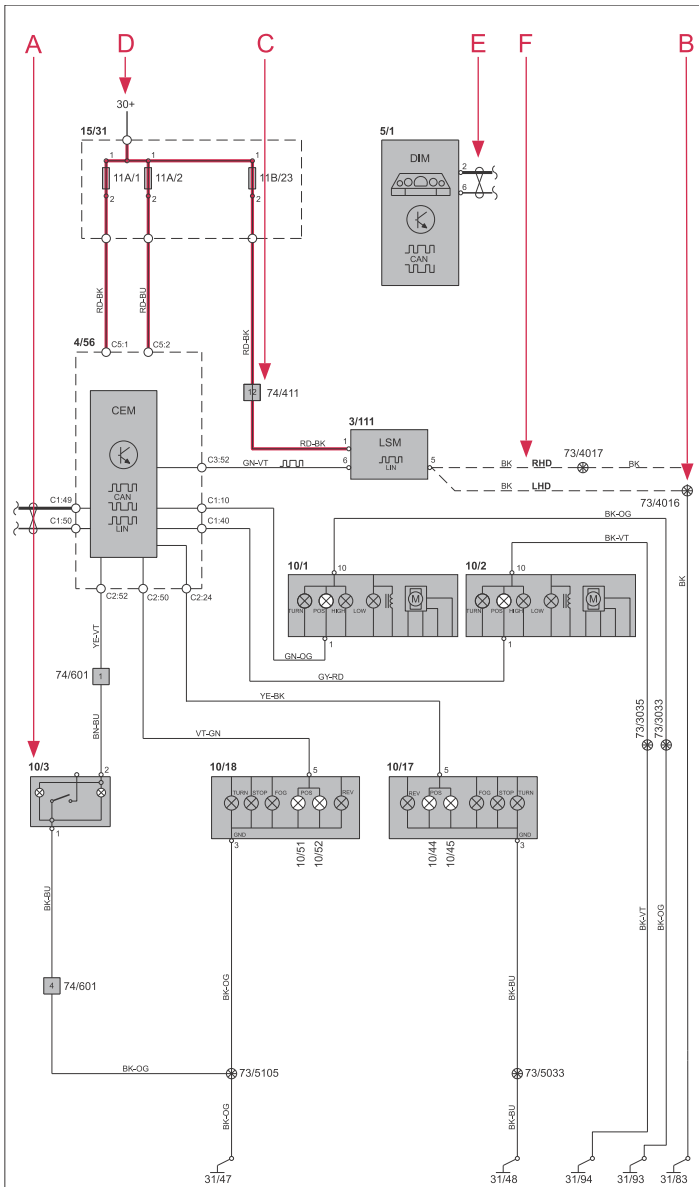 A D C E F B
30+
15/31 5/1
1 1 1 DIM 2
11A/1 11A/2 11B/23
2 2 2 6
CAN
RD-BK RD-BU RD-BK
4/56 C5:1 C5:2
12 74/411
CEM 3/111
RD-BK 1 LSM
C3:52 GN-VT 6 LIN 5 BK RHD 73/4017 BK
BK LHD
C1:49 CAN C1:10 73/4016
C1:50 LIN C1:40 BK-OG
BK-VT
10/1 10 10/2 10
C2:52 C2:50 C2:24
TURN POS HIGH LOW M TURN POS HIGH LOW M
BK
YE-VT 1 1
GN-OG
74/601 1 GY-RD
YE-BK
BN-BU 73/3035 73/3033
VT-GN
10/3 2 10/18 5 10/17 5
TURN STOP FOG POS REV REV POS FOG STOP TURN
1 GND GND
3 10/51 10/52 10/44 10/45 3
BK-BU BK-VT BK-OG
4 74/601 BK-OG BK-BU
BK-OG 73/5105 73/5033
BK-OG BK-BU
31/47 31/48 31/94 31/93 31/83